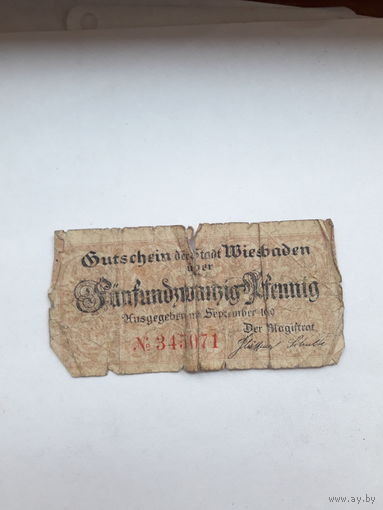 Gutschein der Stadt Wiesbaden
über
Fünfundzwanzig Pfennig
Ausgegeben im September
Der Magistrat
№ 345071
www.ay.by